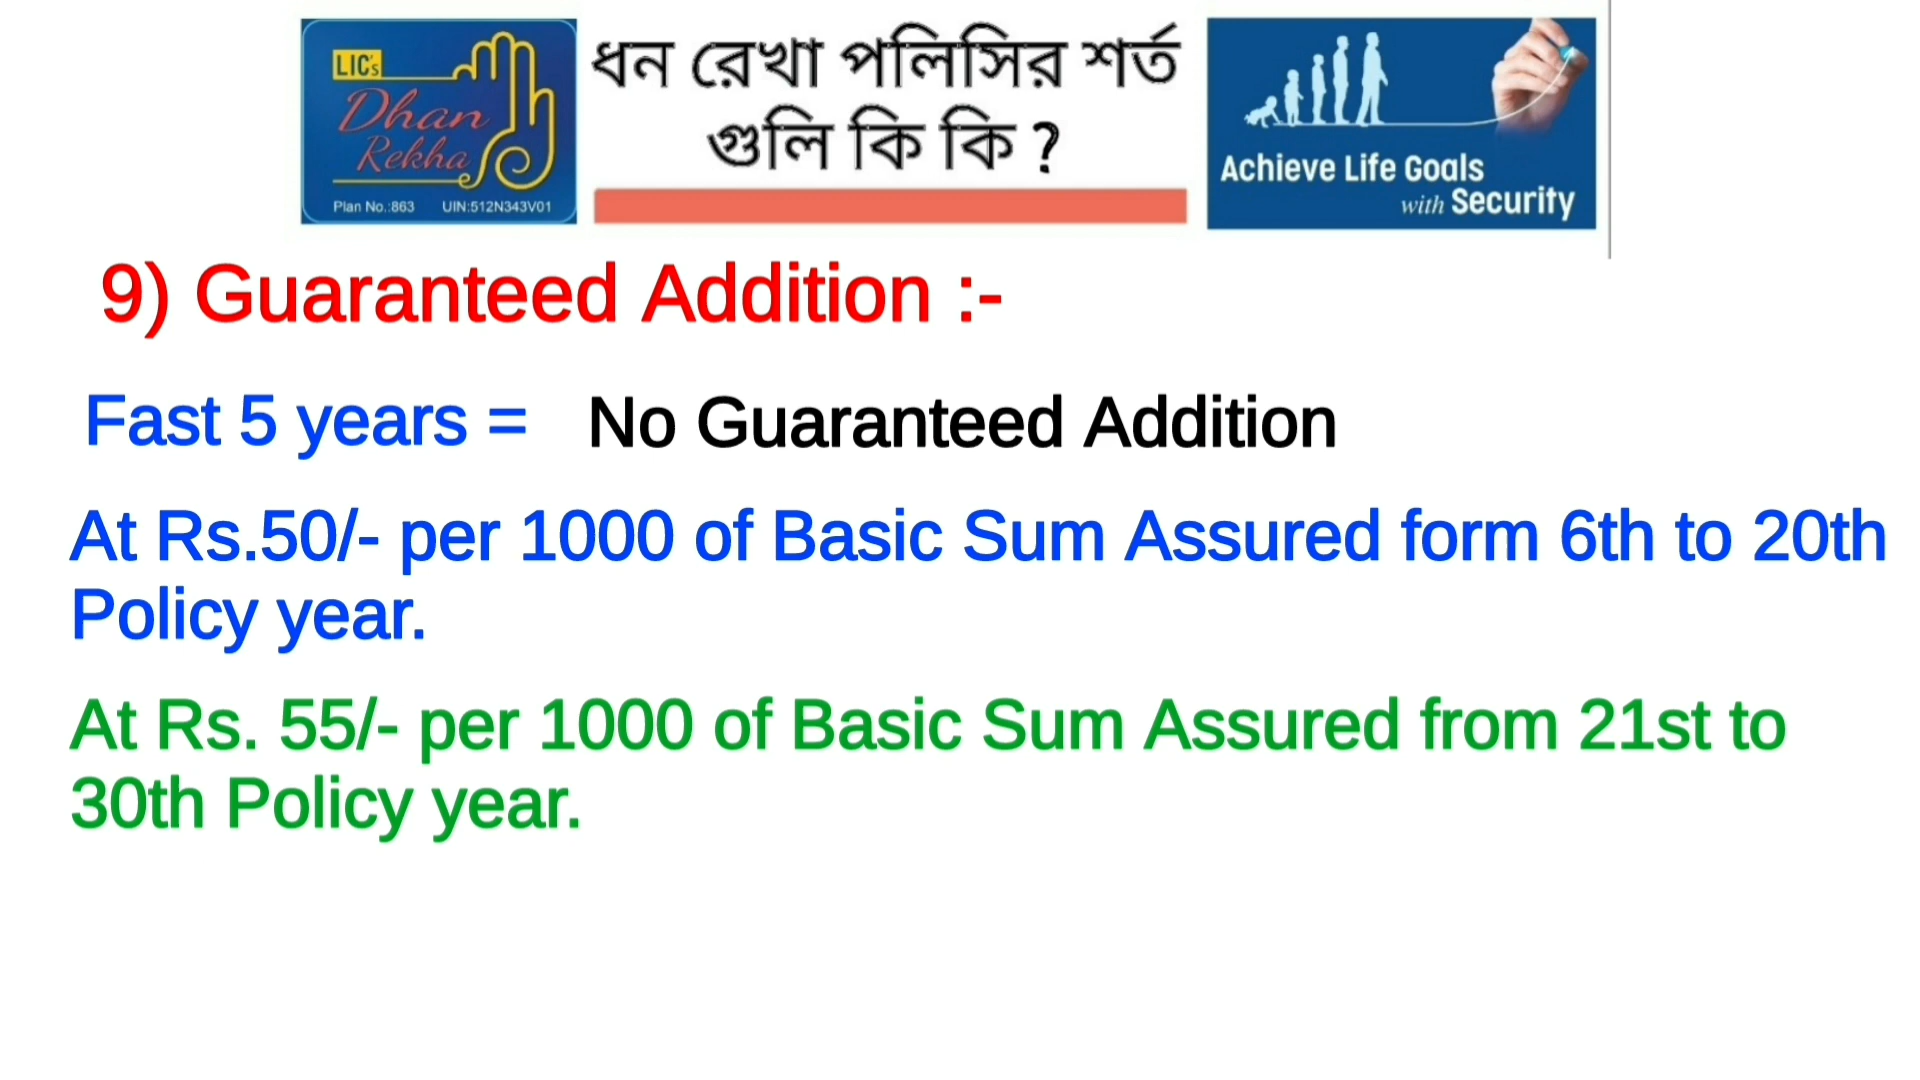 LIC's
Dhan
Rekha
Plan No.:863 UIN:512N343V01
ধন রেখা পলিসির শর্ত
গুলি কি কি ?
Achieve Life Goals
with Security
9) Guaranteed Addition :-
Fast 5 years = No Guaranteed Addition
At Rs.50/- per 1000 of Basic Sum Assured form 6th to 20th
Policy year.
At Rs. 55/- per 1000 of Basic Sum Assured from 21st to
30th Policy year.